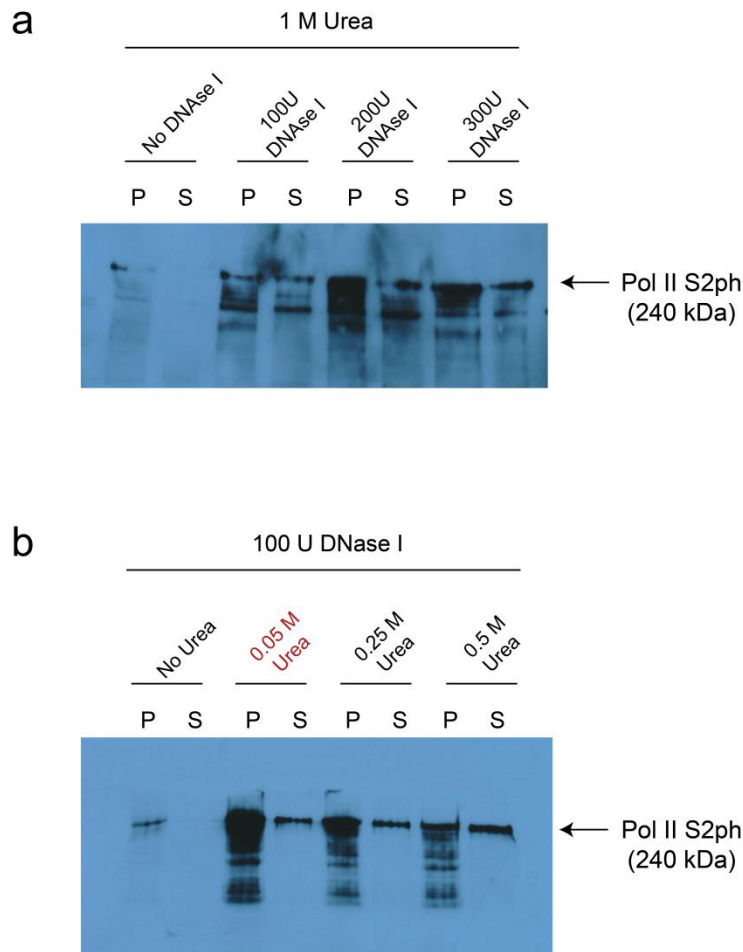 a
1 M Urea
No DNAse I
100U
DNAse I
200U
DNAse I
300U
DNAse I
P S P S P S P S
Pol II S2ph
(240 kDa)
b
100 U DNase I
No Urea
0.05 M
Urea
0.25 M
Urea
0.5 M
Urea
P S P S P S P S
Pol II S2ph
(240 kDa)